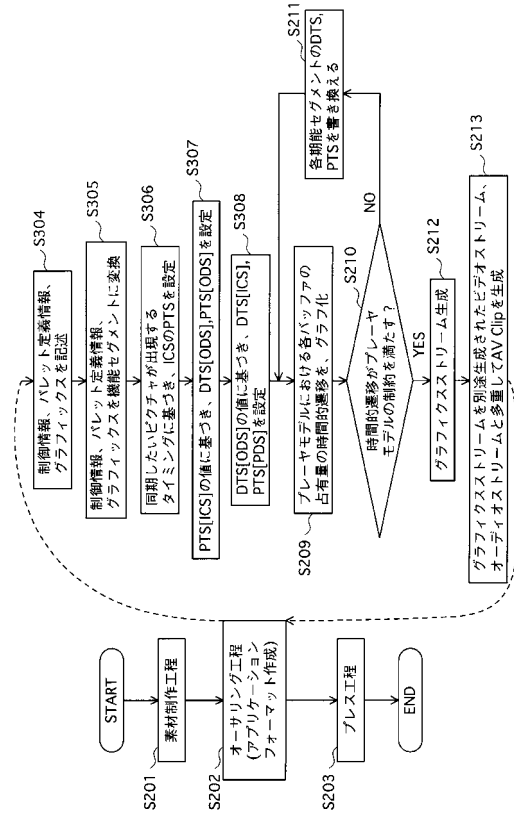 START
S201
素材制作工程
S202
オーサリング工程
(アプリケーション
フォーマット作成)
S203
プレス工程
END
S304
制御情報、パレット定義情報、
グラフィックスを記述
S305
制御情報、パレット定義情報、
グラフィックスを機能セグメントに変換
S306
同期したいピクチャが出現する
タイミングに基づき、ICSのPTSを設定
S307
PTS[ICS]の値に基づき、DTS[ODS],PTS[ODS]を設定
S308
DTS[ODS]の値に基づき、DTS[ICS],
PTS[PDS]を設定
S209
プレーヤモデルにおける各バッファの
占有量の時間的遷移を、グラフ化
S210
時間的遷移がプレーヤ
モデルの制約を満たす?
NO
S211
各期能セグメントのDTS,
PTSを書き換える
YES
S212
グラフィクスストリーム生成
S213
グラフィクスストリームを別途生成されたビデオストリーム、
オーディオストリームと多重してAV Clipを生成